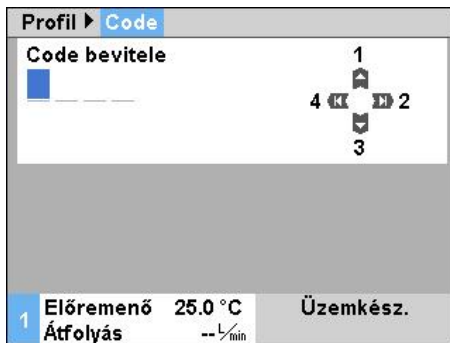 Profil ▶ Code
Code bevitele
1
4 2
3
1 Előremenő 25.0 °C Üzemkész.
Átfolyás -- L/min